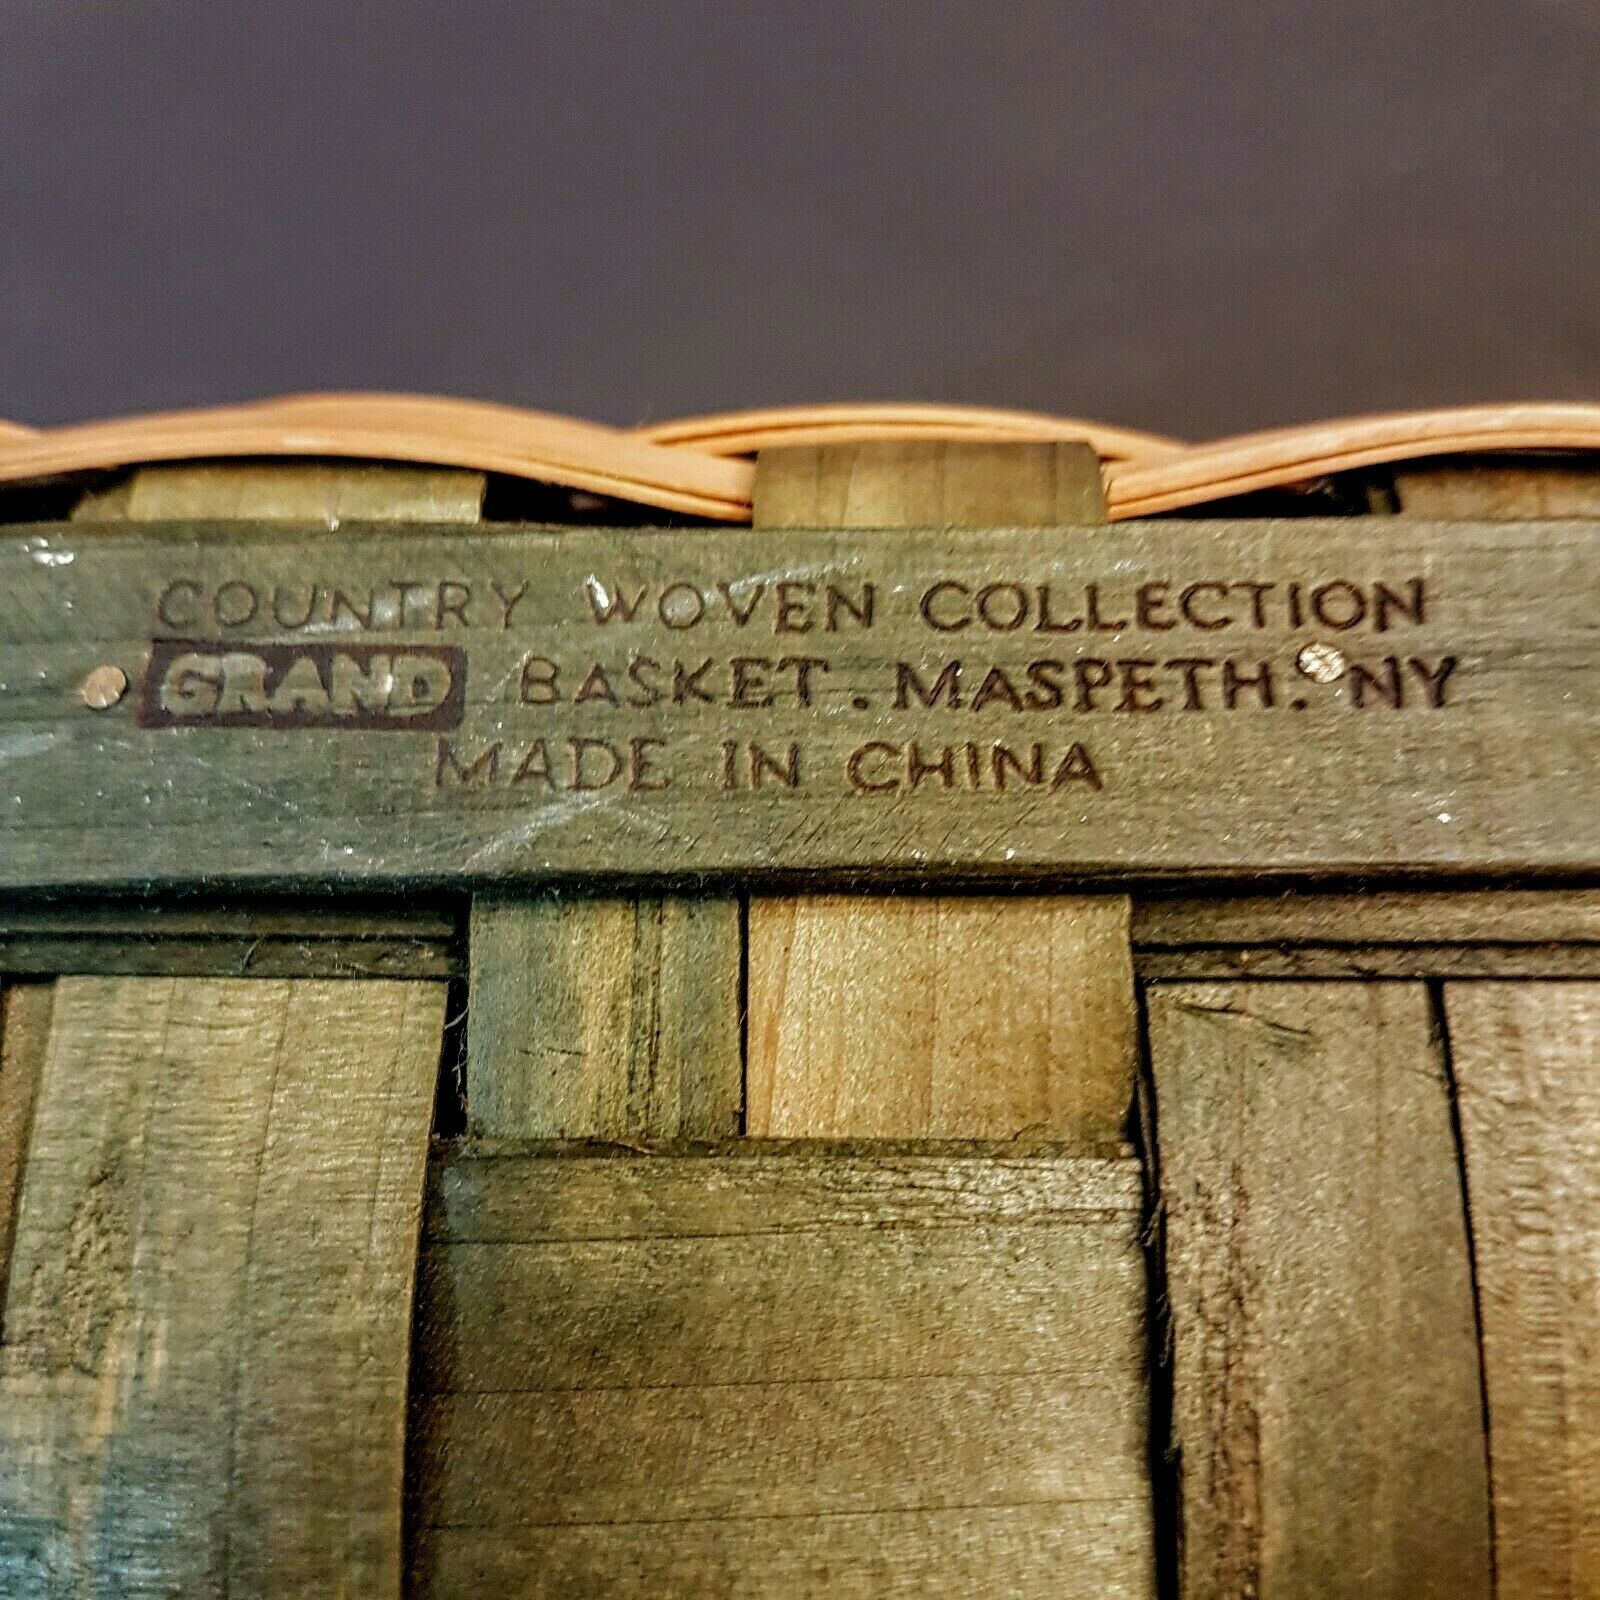 COUNTRY WOVEN COLLECTION
GRAND BASKET. MASPETH. NY
MADE IN CHINA